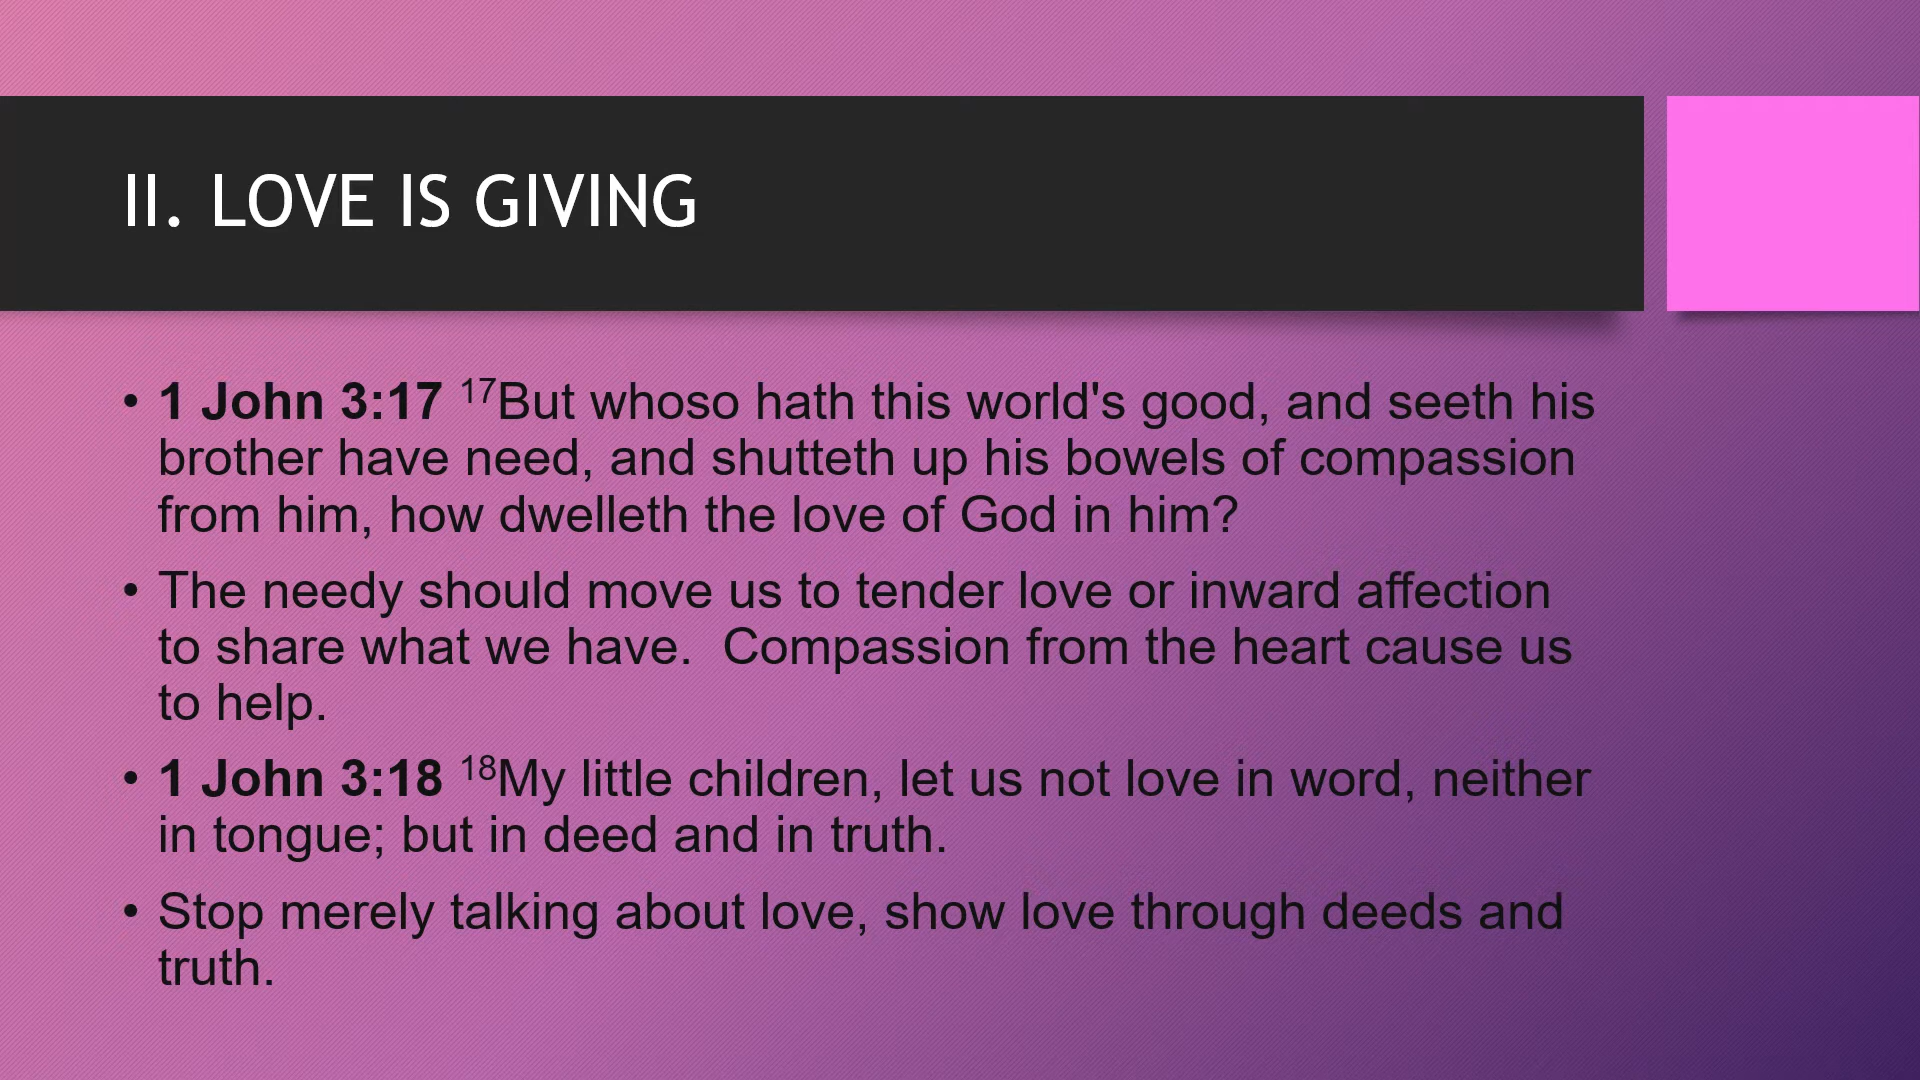 II. LOVE IS GIVING
• 1 John 3:17 17But whoso hath this world's good, and seeth his
brother have need, and shutteth up his bowels of compassion
from him, how dwelleth the love of God in him?
• The needy should move us to tender love or inward affection
to share what we have.  Compassion from the heart cause us
to help.
• 1 John 3:18 18My little children, let us not love in word, neither
in tongue; but in deed and in truth.
• Stop merely talking about love, show love through deeds and
truth.